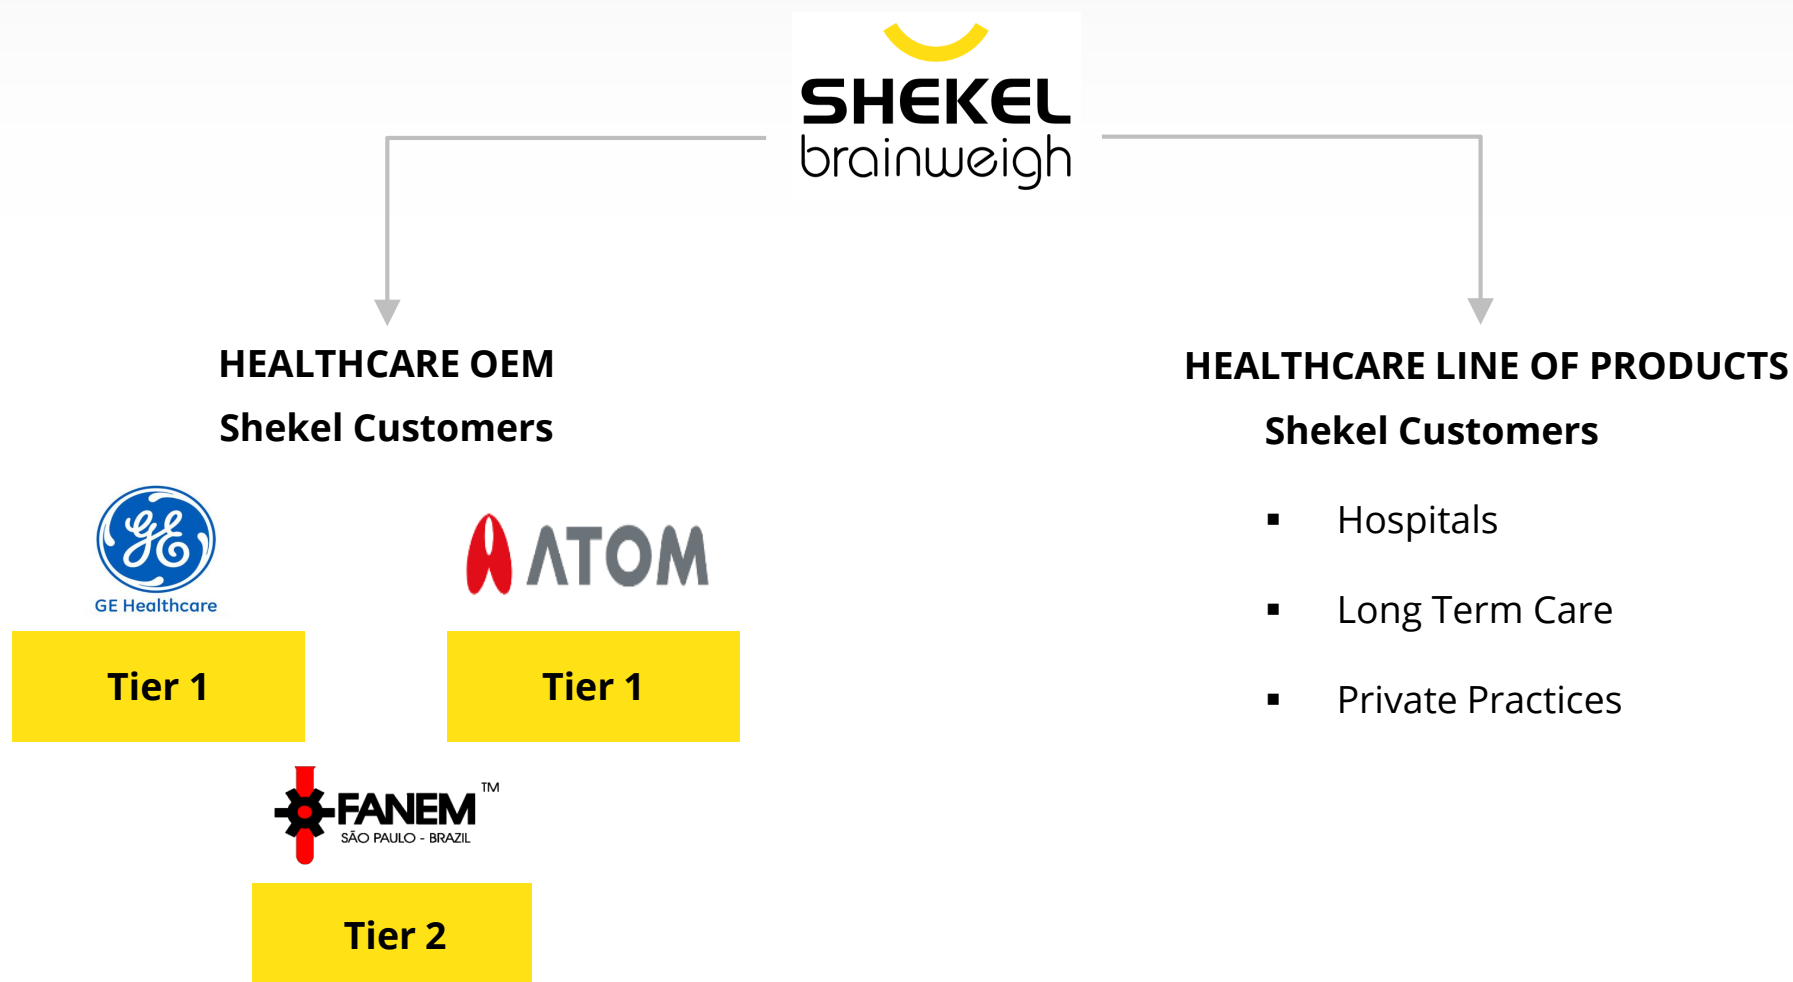 SHEKEL
brainweigh
HEALTHCARE OEM
Shekel Customers
GE
GE Healthcare
ATOM
Tier 1
Tier 1
FANEM™
SÃO PAULO - BRAZIL
Tier 2
HEALTHCARE LINE OF PRODUCTS
Shekel Customers
▪ Hospitals
▪ Long Term Care
▪ Private Practices